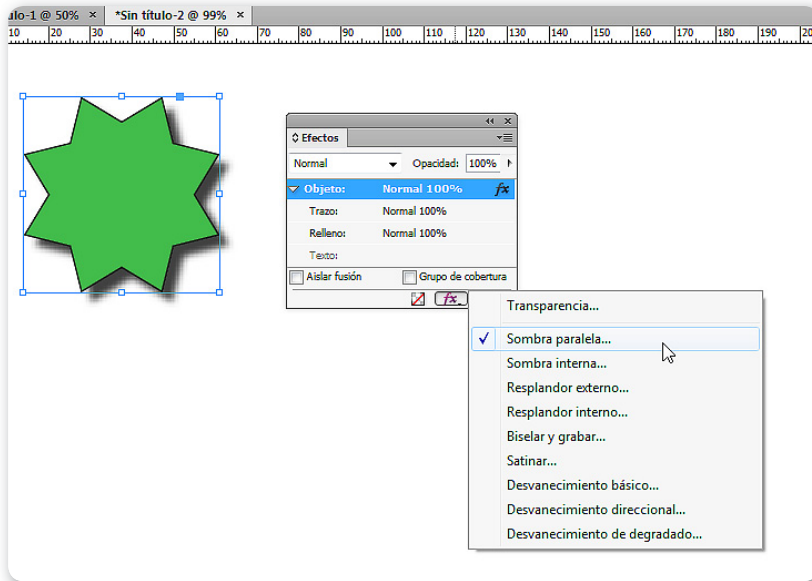 ulo-1 @ 50% × *Sin título-2 @ 99% ×
10 20 30 40 50 60 70 80 90 100 110 120 130 140 150 160 170 180 190 20
Efectos
Normal Opacidad: 100%
Objeto: Normal 100% fx
Trazo: Normal 100%
Relleno: Normal 100%
Texto:
Aislar fusión Grupo de cobertura
fx
Transparencia...
Sombra paralela...
Sombra interna...
Resplandor externo...
Resplandor interno...
Biselar y grabar...
Satinar...
Desvanecimiento básico...
Desvanecimiento direccional...
Desvanecimiento de degradado...